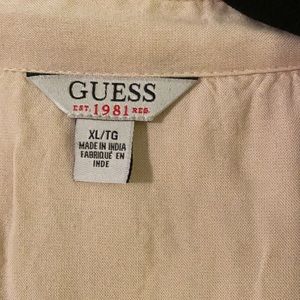 GUESS
EST. 1981 REG.
XL/TG
MADE IN INDIA
FABRIQUÉ EN
INDE